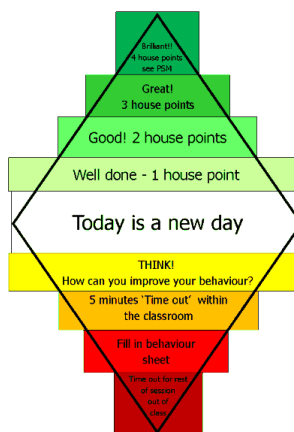 Brilliant!!
4 house points
see PSM
Great!
3 house points
Good! 2 house points
Well done - 1 house point
Today is a new day
THINK!
How can you improve your behaviour?
5 minutes ‘Time out’ within
the classroom
Fill in behaviour
sheet
Time out for rest
of session
out of
class